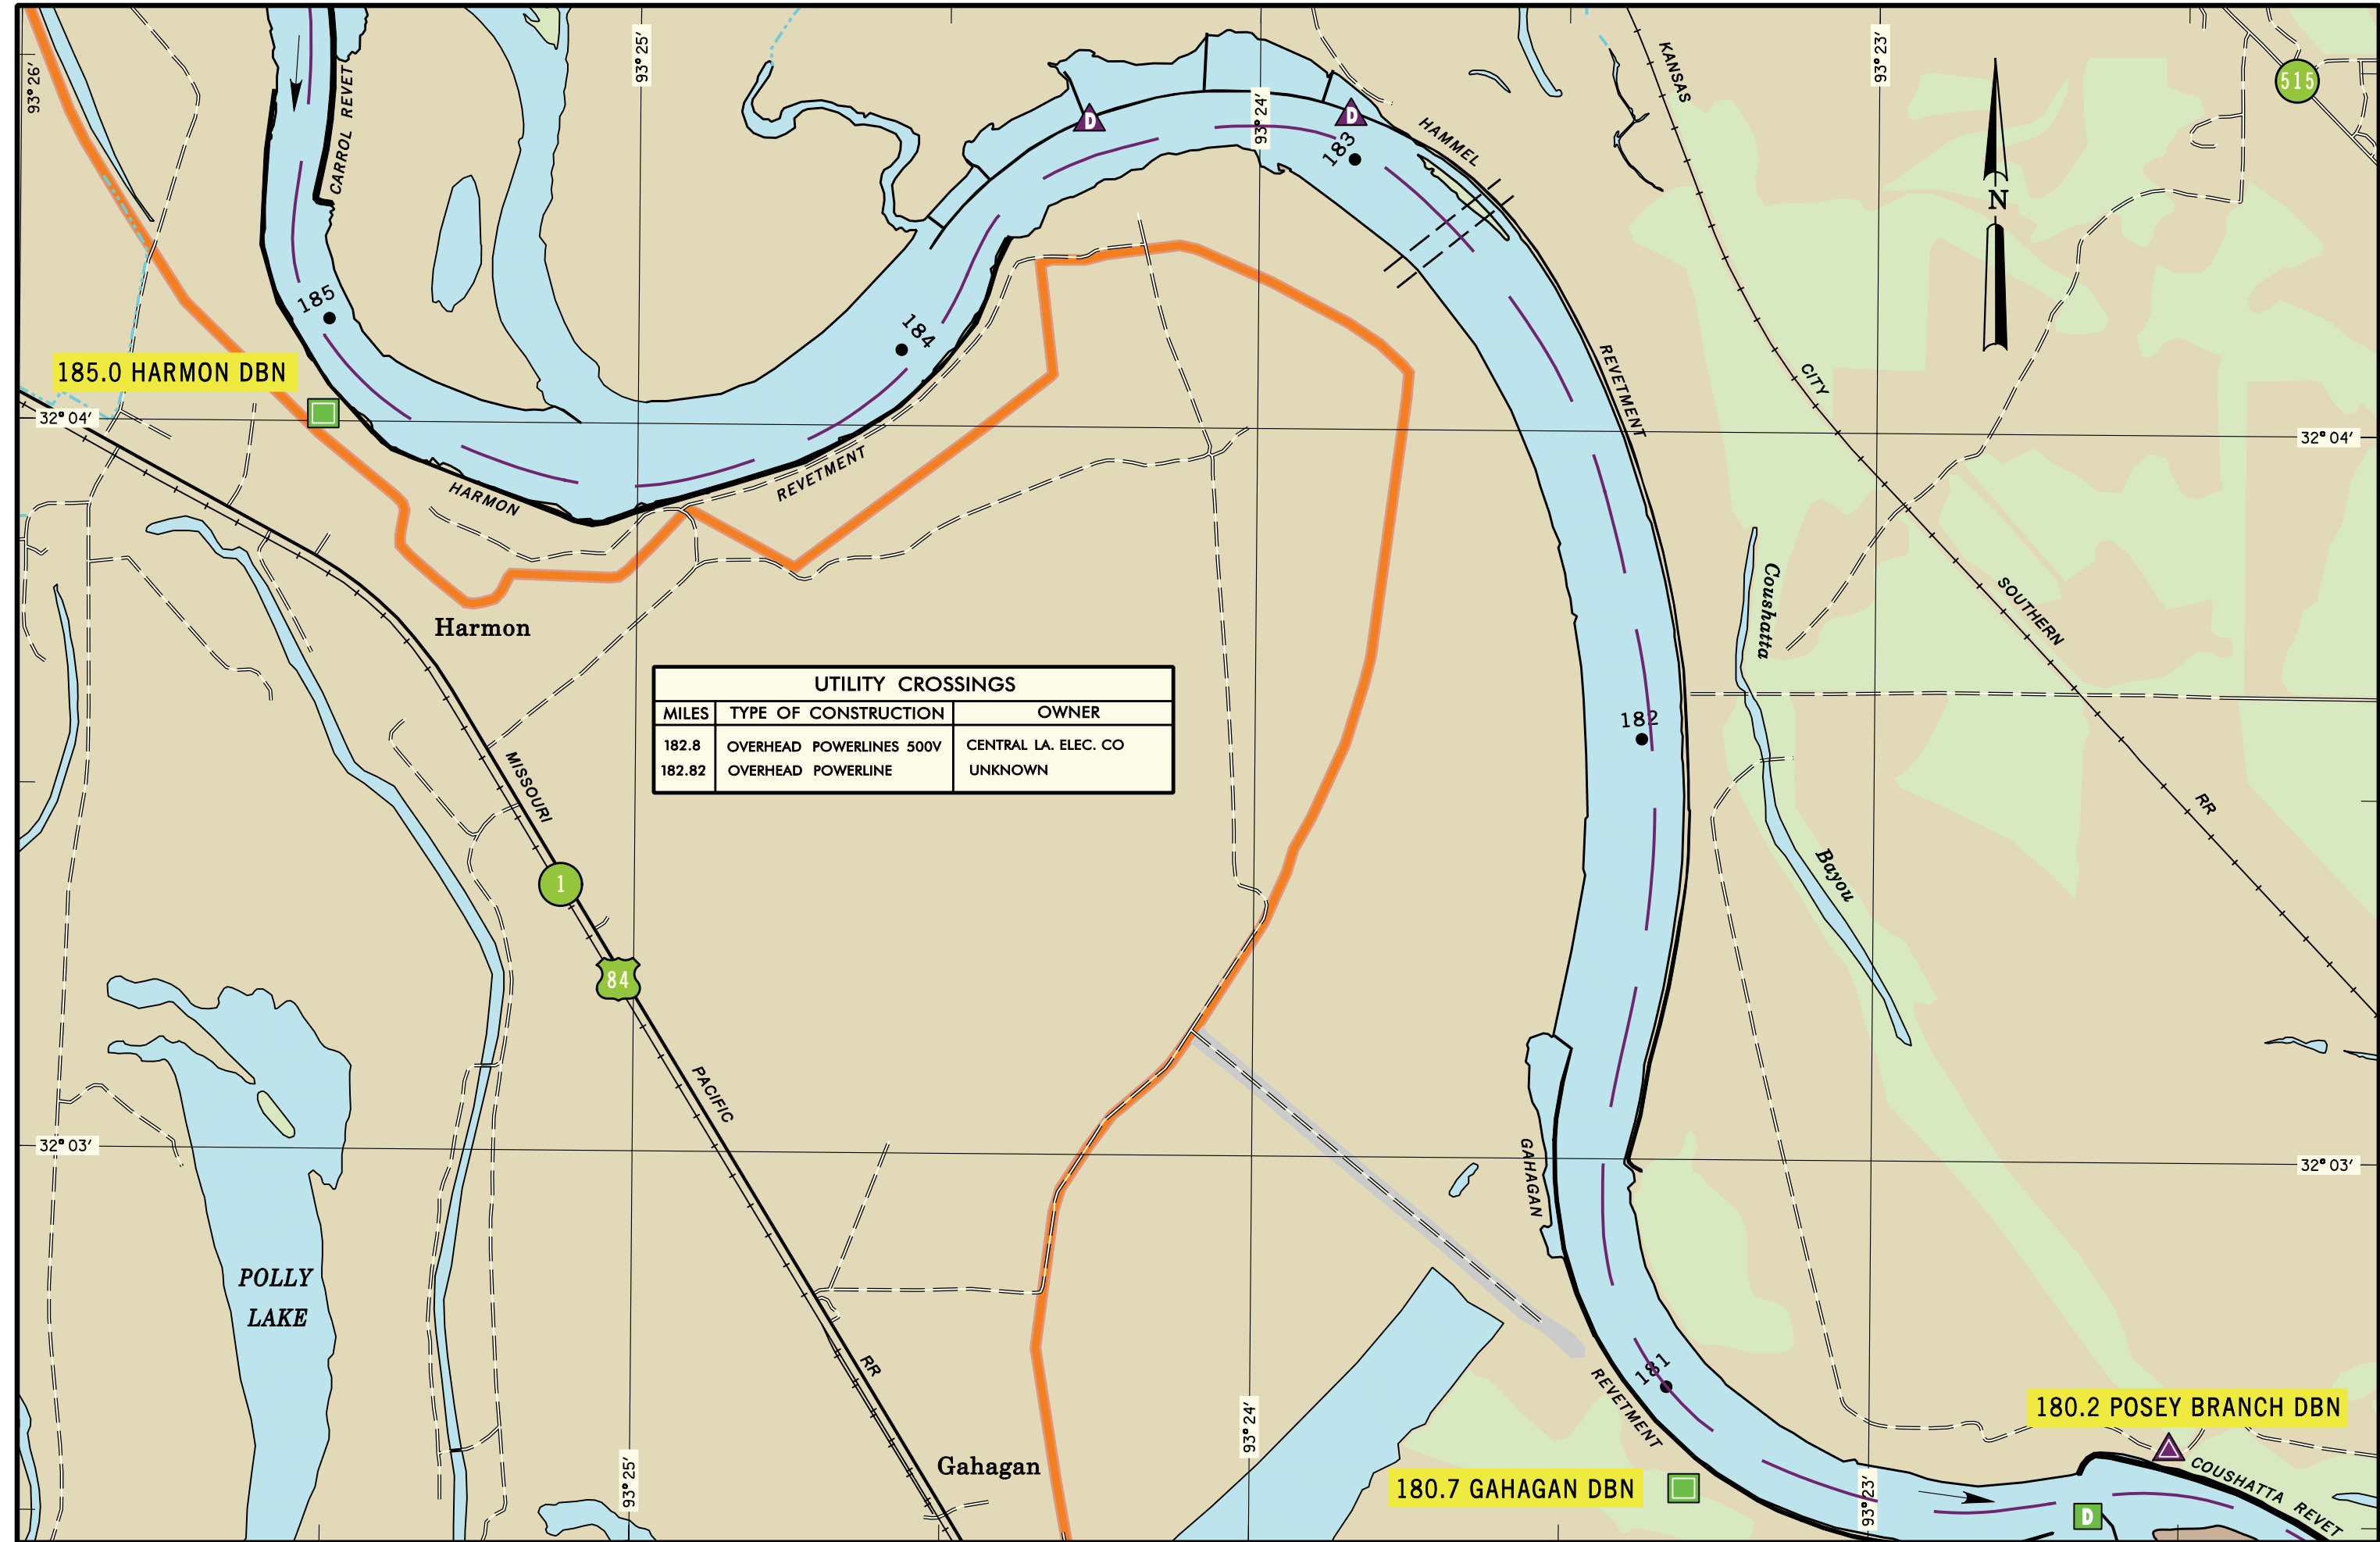 93° 26′
CARROL REVET
93° 25′
93° 24′
KANSAS
93° 23′
515
D
D
183
HAMMEL
N
185
184
185.0 HARMON DBN
32° 04′
REVETMENT
CITY
32° 04′
HARMON
REVETMENT
Coushatta
SOUTHERN
Harmon
UTILITY CROSSINGS
MILES TYPE OF CONSTRUCTION OWNER
182.8 OVERHEAD POWERLINES 500V CENTRAL LA. ELEC. CO
182.82 OVERHEAD POWERLINE UNKNOWN
182
MISSOURI
RR
Bayou
1
84
PACIFIC
32° 03′
GAHAGAN
32° 03′
POLLY
LAKE
RR
181
REVETMENT
180.2 POSEY BRANCH DBN
Gahagan
180.7 GAHAGAN DBN
COUSHATTA REVET
93° 25′
93° 24′
93° 23′
D